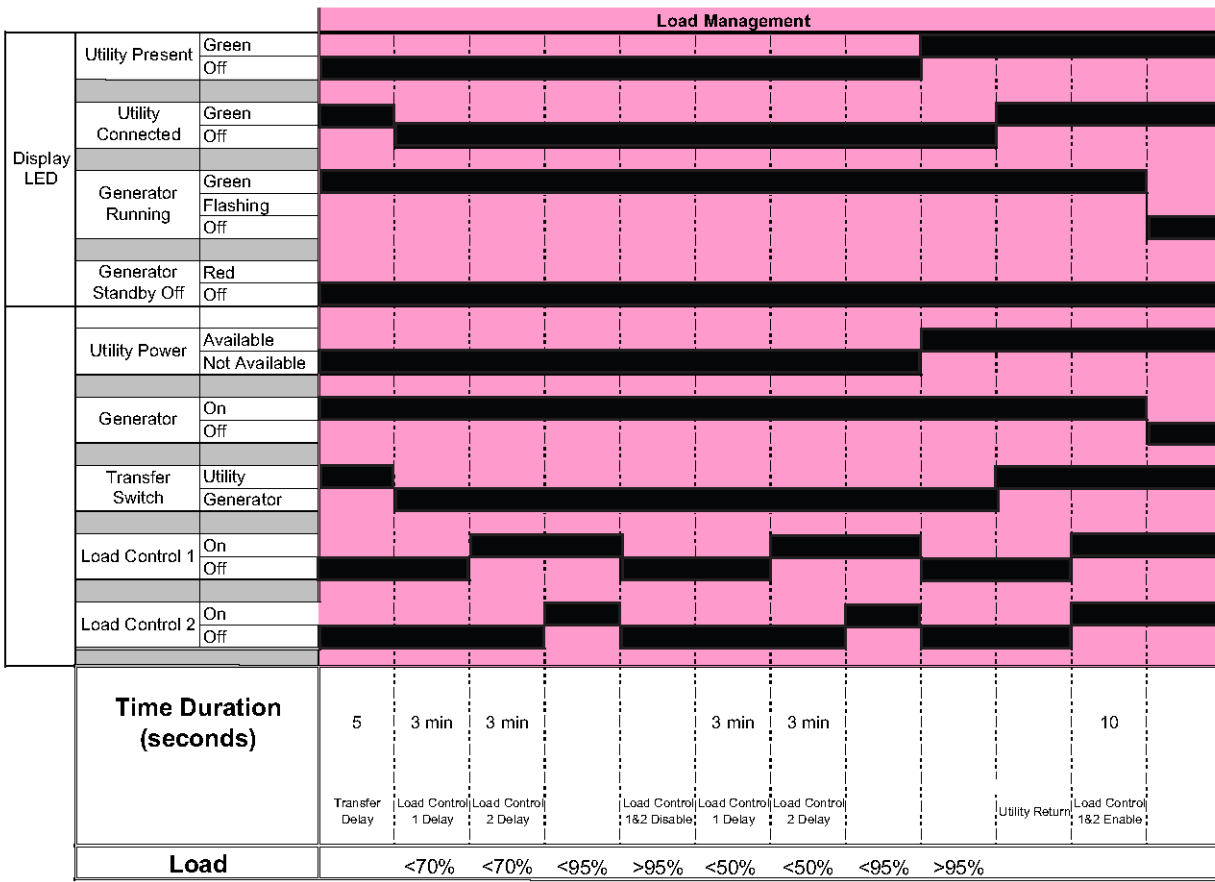 Load Management
Utility Present
Green
Off
Utility
Connected
Green
Off
Display
LED
Generator
Running
Green
Flashing
Off
Generator
Standby Off
Red
Off
Utility Power
Available
Not Available
Generator
On
Off
Transfer
Switch
Utility
Generator
Load Control 1
On
Off
Load Control 2
On
Off
Time Duration
(seconds)
5 3 min 3 min 3 min 3 min 10
Transfer
Delay
Load Control
1 Delay
Load Control
2 Delay
Load Control
1&2 Disable
Load Control
1 Delay
Load Control
2 Delay
Utility Return
Load Control
1&2 Enable
Load <70% <70% <95% >95% <50% <50% <95% >95%